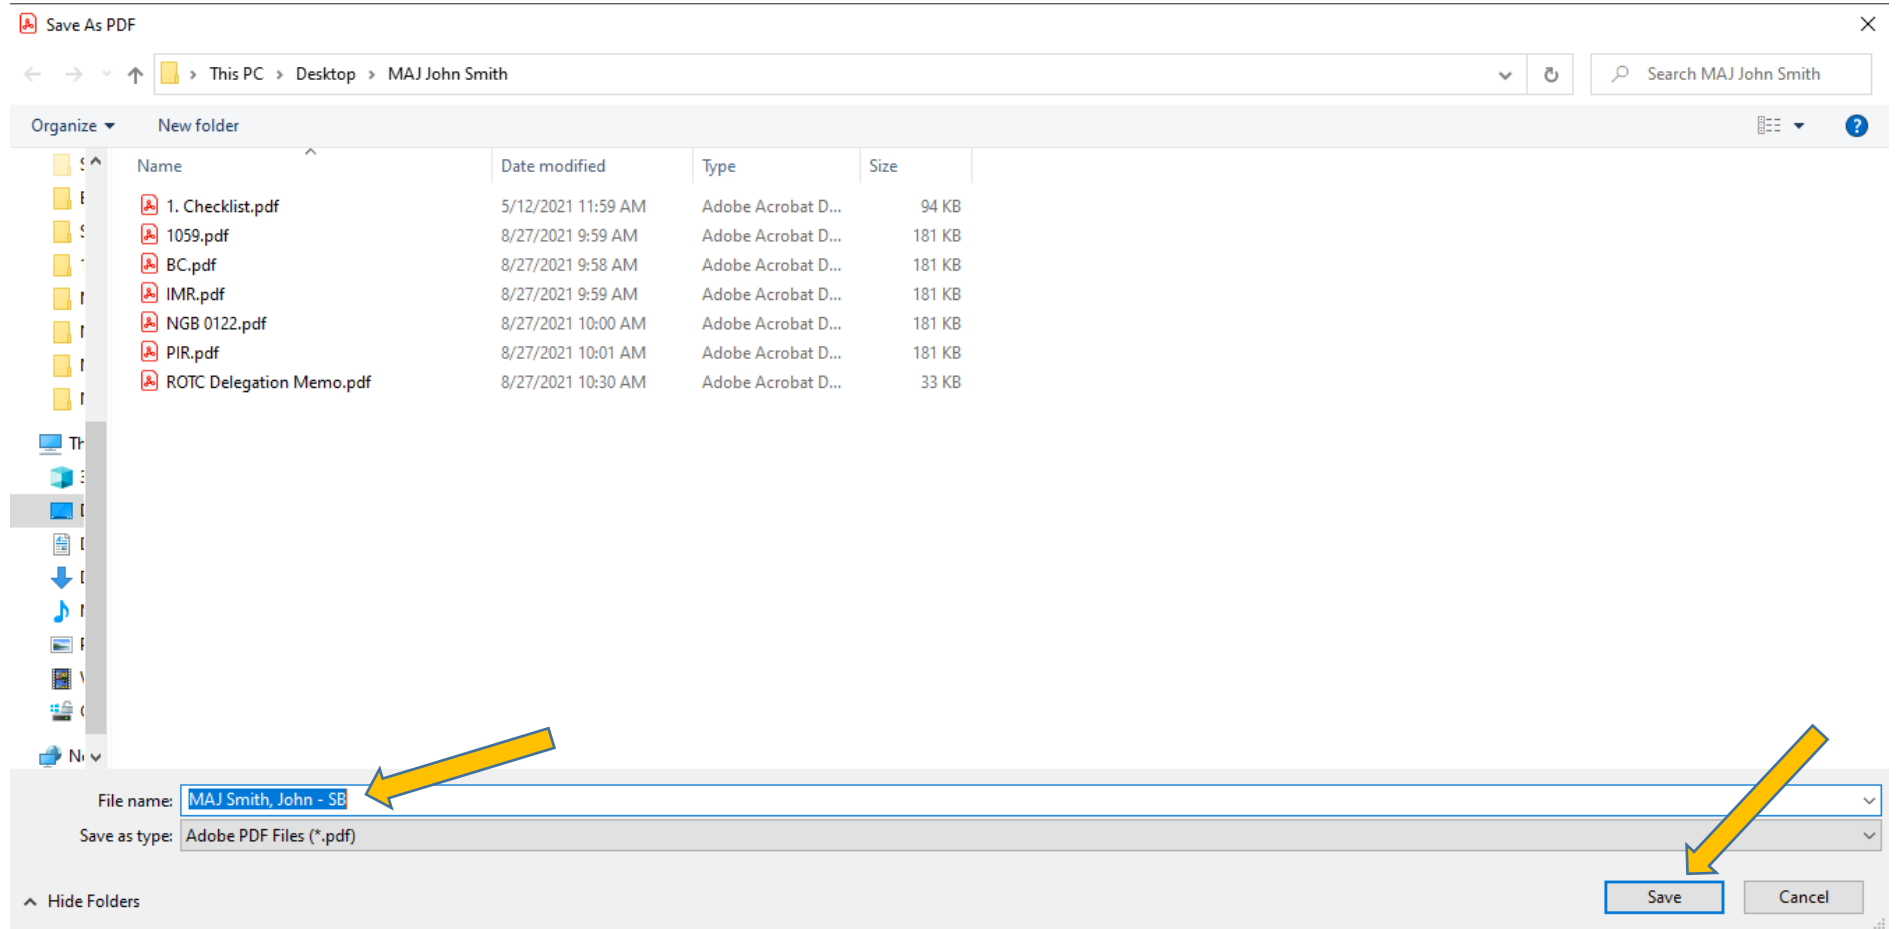 Save As PDF
This PC > Desktop > MAJ John Smith
Search MAJ John Smith
Organize
New folder
Name
Date modified
Type
Size
1. Checklist.pdf 5/12/2021 11:59 AM Adobe Acrobat D... 94 KB
1059.pdf 8/27/2021 9:59 AM Adobe Acrobat D... 181 KB
BC.pdf 8/27/2021 9:58 AM Adobe Acrobat D... 181 KB
IMR.pdf 8/27/2021 9:59 AM Adobe Acrobat D... 181 KB
NGB 0122.pdf 8/27/2021 10:00 AM Adobe Acrobat D... 181 KB
PIR.pdf 8/27/2021 10:01 AM Adobe Acrobat D... 181 KB
ROTC Delegation Memo.pdf 8/27/2021 10:30 AM Adobe Acrobat D... 33 KB
File name: MAJ Smith, John - SB
Save as type: Adobe PDF Files (*.pdf)
Hide Folders
Save
Cancel